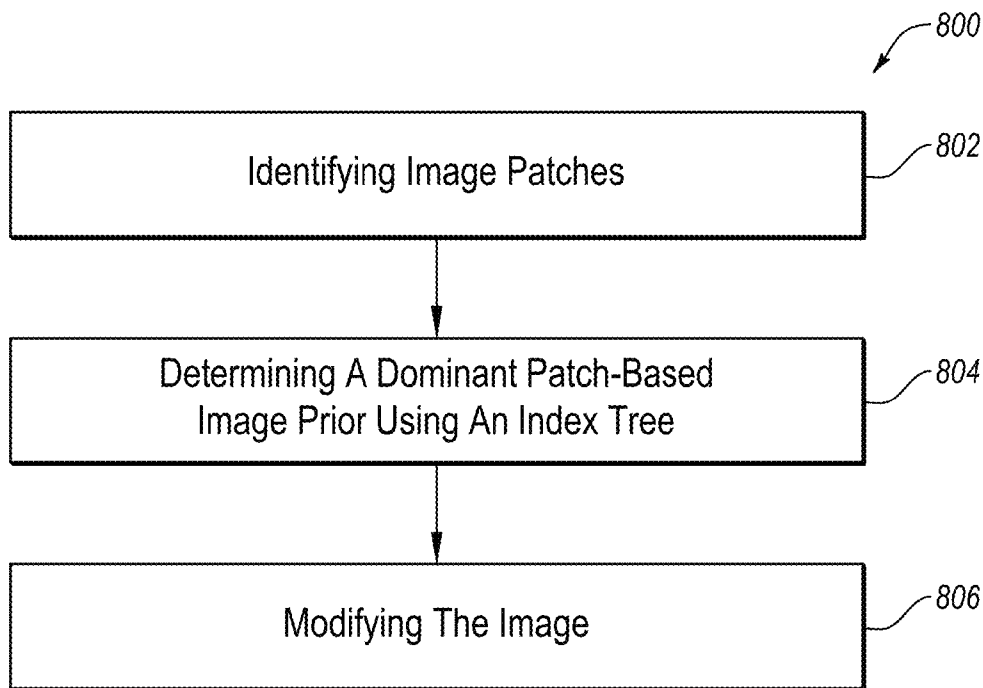 800
Identifying Image Patches
802
Determining A Dominant Patch-Based
Image Prior Using An Index Tree
804
Modifying The Image
806